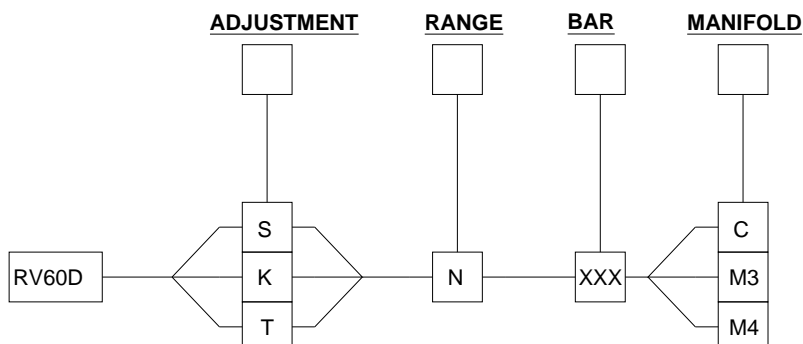 ADJUSTMENT RANGE BAR MANIFOLD
S C
RV60D K N XXX M3
T M4